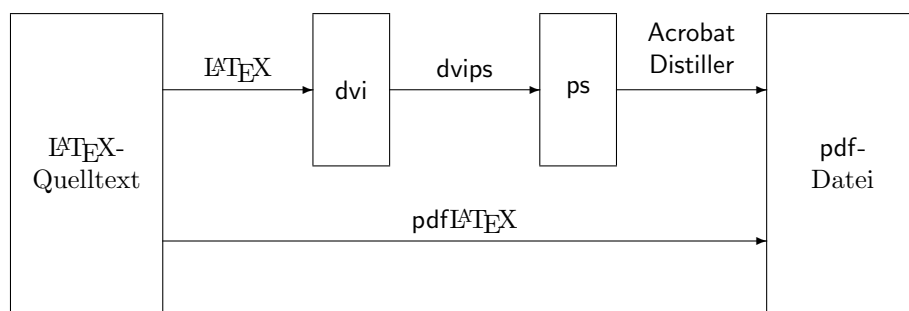 LATEX-
Quelltext
LATEX
dvi
dvips
ps
Acrobat
Distiller
pdfLATEX
pdf-
Datei